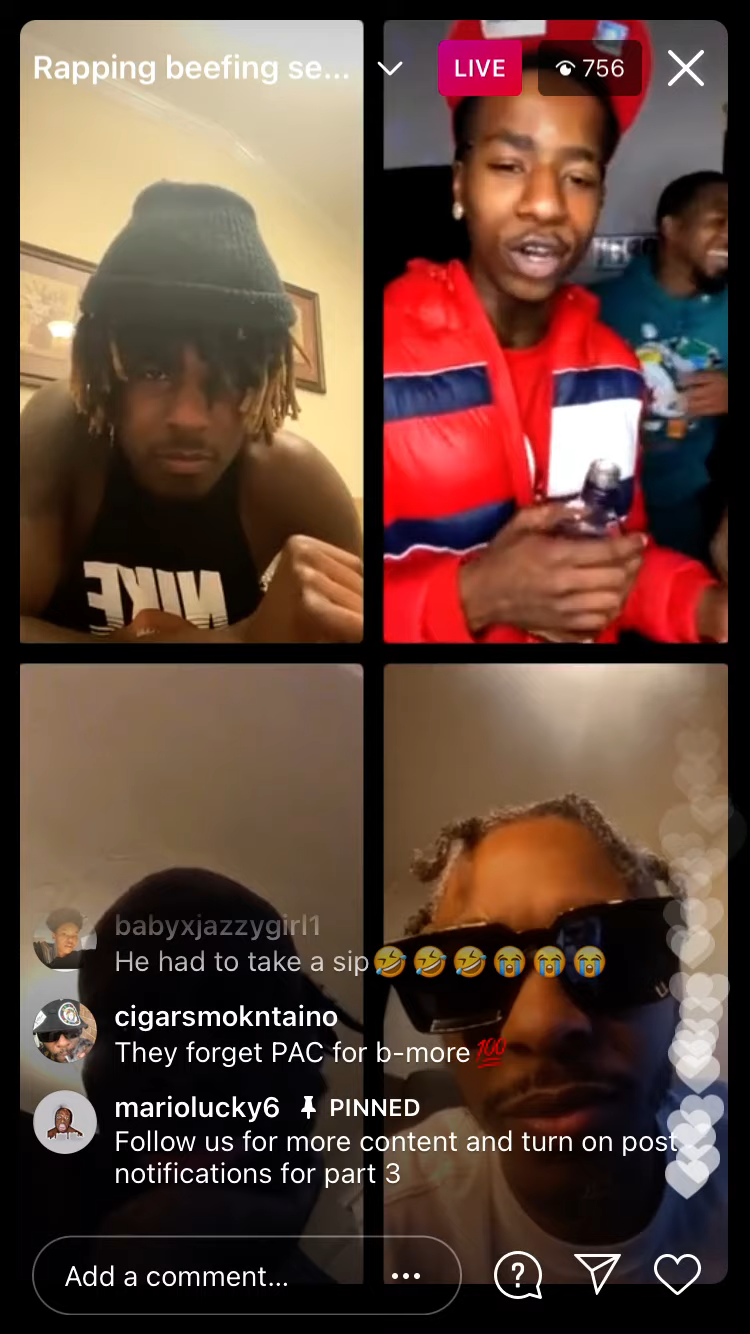 Rapping beefing se...
LIVE
756
NIKE
babyxjazzygirl1
He had to take a sip🤣🤣🤣😭😭😭
cigarsmokntaino
They forget PAC for b-more💯
mariolucky6 PINNED
Follow us for more content and turn on post
notifications for part 3
Add a comment...